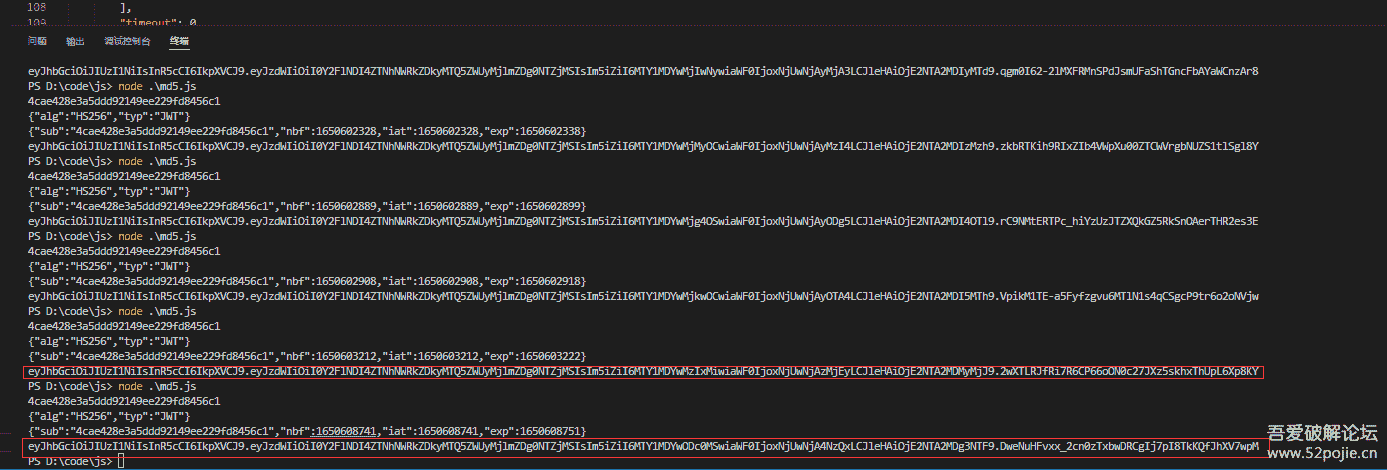 108 ],
109 "timeout": 0
问题 输出 调试控制台 终端
eyJhbGciOiJIUzI1NiIsInR5cCI6IkpXVCJ9.eyJzdWIiOiI0Y2FlNDI4ZTNhNWRkZDkyMTQ5ZWUyMjlmZDg0NTZjMSIsIm5iZiI6MTY1MDYwMjIwNywiaWF0IjoxNjUwNjAyMjA3LCJleHAiOjE2NTA2MDIyMTd9.qgm0I62-2lMXFRMnSPdJsmUFaShTGncFbAYaWCnzAr8
PS D:\code\js> node .\md5.js
4cae428e3a5ddd92149ee229fd8456c1
{"alg":"HS256","typ":"JWT"}
{"sub":"4cae428e3a5ddd92149ee229fd8456c1","nbf":1650602328,"iat":1650602328,"exp":1650602338}
eyJhbGciOiJIUzI1NiIsInR5cCI6IkpXVCJ9.eyJzdWIiOiI0Y2FlNDI4ZTNhNWRkZDkyMTQ5ZWUyMjlmZDg0NTZjMSIsIm5iZiI6MTY1MDYwMjMyOCwiaWF0IjoxNjUwNjAyMzI4LCJleHAiOjE2NTA2MDIzMzh9.zkbRTKih9RIxZIb4VWpXu00ZTCWVrgbNUZS1t1Sgl8Y
PS D:\code\js> node .\md5.js
4cae428e3a5ddd92149ee229fd8456c1
{"alg":"HS256","typ":"JWT"}
{"sub":"4cae428e3a5ddd92149ee229fd8456c1","nbf":1650602889,"iat":1650602889,"exp":1650602899}
eyJhbGciOiJIUzI1NiIsInR5cCI6IkpXVCJ9.eyJzdWIiOiI0Y2FlNDI4ZTNhNWRkZDkyMTQ5ZWUyMjlmZDg0NTZjMSIsIm5iZiI6MTY1MDYwMjg4OSwiaWF0IjoxNjUwNjAyODg5LCJleHAiOjE2NTA2MDI4OTl9.rC9NMtERTPc_hiYzUzJTZXQkGZ5RkSnOAerTHR2es3E
PS D:\code\js> node .\md5.js
4cae428e3a5ddd92149ee229fd8456c1
{"alg":"HS256","typ":"JWT"}
{"sub":"4cae428e3a5ddd92149ee229fd8456c1","nbf":1650602908,"iat":1650602908,"exp":1650602918}
eyJhbGciOiJIUzI1NiIsInR5cCI6IkpXVCJ9.eyJzdWIiOiI0Y2FlNDI4ZTNhNWRkZDkyMTQ5ZWUyMjlmZDg0NTZjMSIsIm5iZiI6MTY1MDYwMjkwOCwiaWF0IjoxNjUwNjAyOTA4LCJleHAiOjE2NTA2MDI5MTh9.VpikM1TE-a5Fyfzgvu6MTlN1s4qCSgcP9tr6o2oNVjw
PS D:\code\js> node .\md5.js
4cae428e3a5ddd92149ee229fd8456c1
{"alg":"HS256","typ":"JWT"}
{"sub":"4cae428e3a5ddd92149ee229fd8456c1","nbf":1650603212,"iat":1650603212,"exp":1650603222}
eyJhbGciOiJIUzI1NiIsInR5cCI6IkpXVCJ9.eyJzdWIiOiI0Y2FlNDI4ZTNhNWRkZDkyMTQ5ZWUyMjlmZDg0NTZjMSIsIm5iZiI6MTY1MDYwMzIxMiwiaWF0IjoxNjUwNjAzMjEyLCJleHAiOjE2NTA2MDMyMjJ9.2wXTLRJfRi7R6CP66oON0c27JXz5skhxThUpL6Xp8KY
PS D:\code\js> node .\md5.js
4cae428e3a5ddd92149ee229fd8456c1
{"alg":"HS256","typ":"JWT"}
{"sub":"4cae428e3a5ddd92149ee229fd8456c1","nbf":1650608741,"iat":1650608741,"exp":1650608751}
eyJhbGciOiJIUzI1NiIsInR5cCI6IkpXVCJ9.eyJzdWIiOiI0Y2FlNDI4ZTNhNWRkZDkyMTQ5ZWUyMjlmZDg0NTZjMSIsIm5iZiI6MTY1MDYwODc0MSwiaWF0IjoxNjUwNjA4NzQxLCJleHAiOjE2NTA2MDg3NTF9.DweNuHFvxx_2cn0zTxbwDRCgIj7pI8TkKQfJhXV7wpM
PS D:\code\js>
吾爱破解论坛
www.52pojie.cn